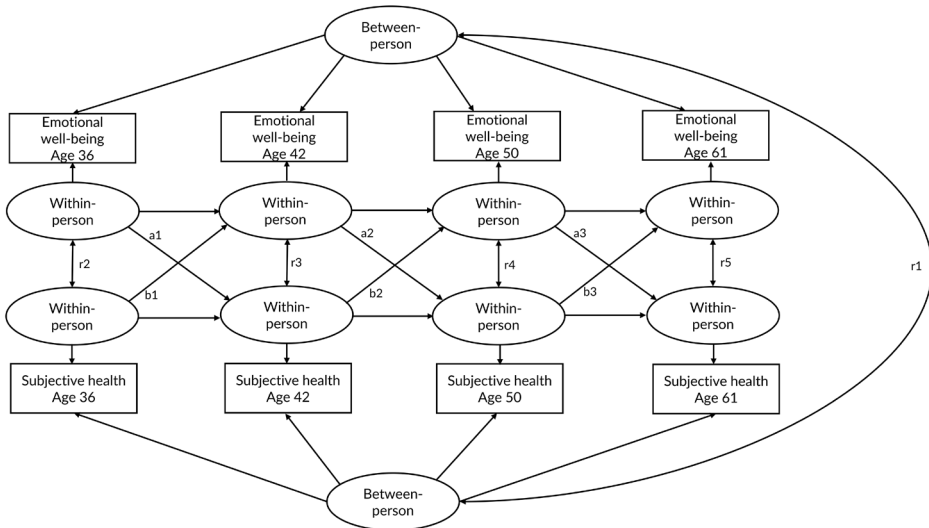 Between-
person
Emotional
well-being
Age 36
Emotional
well-being
Age 42
Emotional
well-being
Age 50
Emotional
well-being
Age 61
Within-
person
Within-
person
Within-
person
Within-
person
a1
a2
a3
r2
r3
r4
r5
r1
b1
b2
b3
Within-
person
Within-
person
Within-
person
Within-
person
Subjective health
Age 36
Subjective health
Age 42
Subjective health
Age 50
Subjective health
Age 61
Between-
person